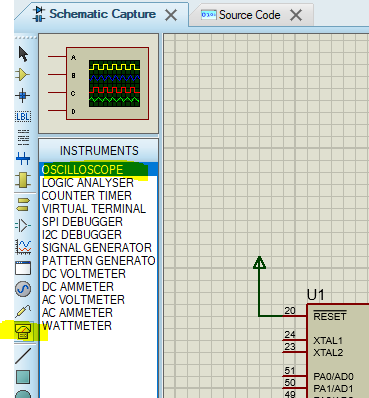 Schematic Capture
Source Code
A
B
C
D
LBL
INSTRUMENTS
OSCILLOSCOPE
LOGIC ANALYSER
COUNTER TIMER
VIRTUAL TERMINAL
SPI DEBUGGER
I2C DEBUGGER
SIGNAL GENERATOR
PATTERN GENERATO
DC VOLTMETER
DC AMMETER
AC VOLTMETER
AC AMMETER
WATTMETER
U1
20 RESET
24 XTAL1
23 XTAL2
51 PA0/AD0
50 PA1/AD1